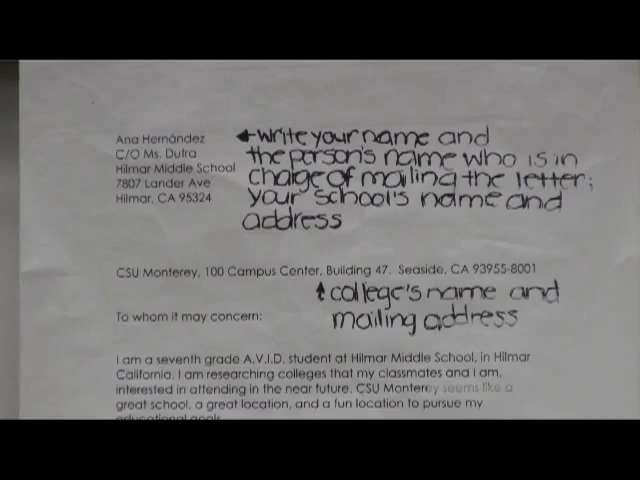 Ana Hernández
C/O Ms. Dutra
Hilmar Middle School
7807 Lander Ave
Hilmar, CA 95324
write your name and
the person's name who is in
charge of mailing the letter;
your school's name and
address
CSU Monterey, 100 Campus Center, Building 47, Seaside, CA 93955-8001
college's name and
mailing address
To whom it may concern:
I am a seventh grade A.V.I.D. student at Hilmar Middle School, in Hilmar
California. I am researching colleges that my classmates and I am,
interested in attending in the near future. CSU Monterey seems like a
great school, a great location, and a fun location to pursue my
educational goals